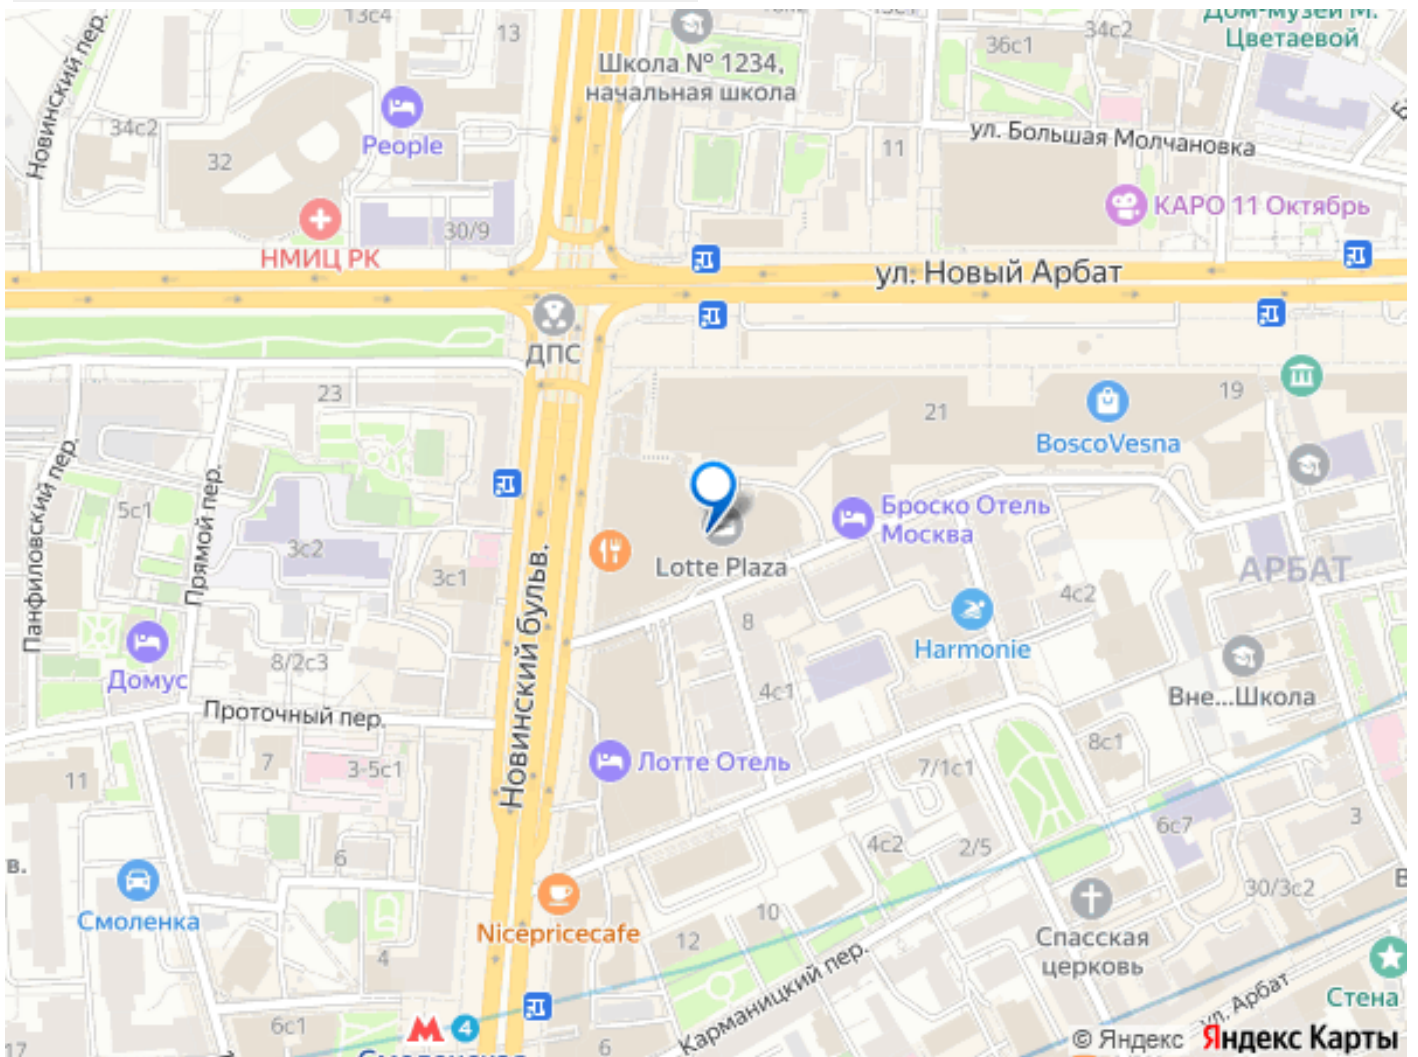 13с4
13
Новинский пер.
Школа № 1234,
начальная школа
36с1
34с2
Дом-музей М.
Цветаевой
34с2
32
People
11
ул. Большая Молчановка
КАРО 11 Октябрь
30/9
НМИЦ РК
ул. Новый Арбат
ДПС
23
21
19
BoscoVesna
Панфиловский пер.
Прямой пер.
5с1
3с2
3с1
Новинский бульв.
Броско Отель
Москва
Lotte Plaza
АРБАТ
4с2
8
Harmonie
Домус
8/2с3
4с1
Вне...Школа
Проточный пер.
8с1
11
7
3-5с1
Лотте Отель
7/1с1
6с7
3
в.
6
4с2
2/5
30/3с2
Смоленка
Nicepricecafe
10
12
Спасская
церковь
4
Карманицкий пер.
ул. Арбат
Стена
6с1
4
17
6
Смоленская
© Яндекс Яндекс Карты